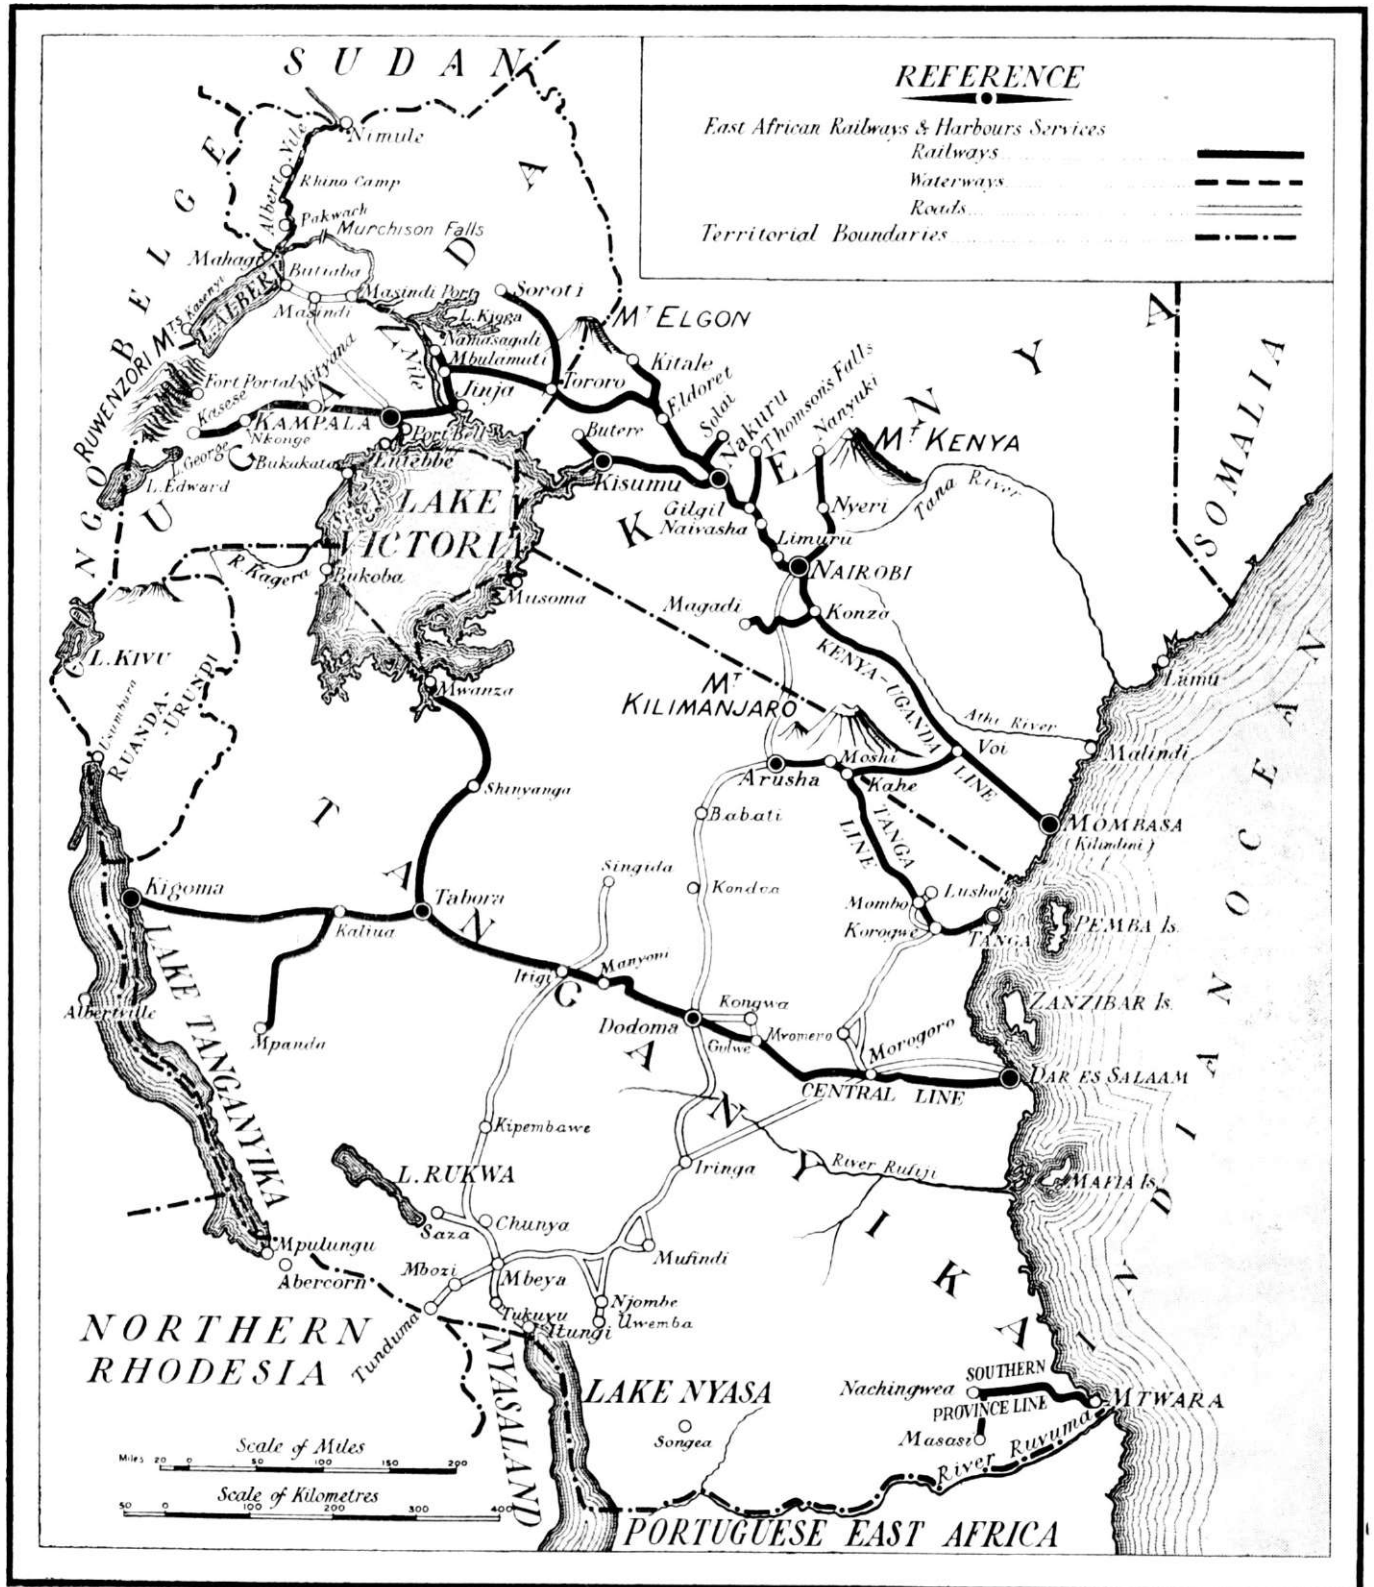 SUDAN
REFERENCE
East African Railways & Harbours Services
Railways
Waterways
Roads
Territorial Boundaries
CONGO BELGE
UGANDA
KENYA
SOMALIA
TANGANYIKA
INDIAN OCEAN
Nimule
Albert Nile
Rhino Camp
Pakwach
Murchison Falls
Mahagi
Butiaba
L. ALBERT
Kasenyi
RUWENZORI MTS
Masindi
Masindi Port
Soroti
L. Kioga
Namasagali
Mbulamuti
Nile
MT ELGON
Kitale
Tororo
Eldoret
Fort Portal
Mityana
Kasese
KAMPALA
Jinja
Nkonge
Port Bell
L. George
Bukakata
Entebbe
L. Edward
Butere
Kisumu
Solai
Nakuru
Thomson's Falls
Nanyuki
MT KENYA
Tana River
Gilgil
Naivasha
Nyeri
Limuru
NAIROBI
LAKE
VICTORIA
R. Kagera
Bukoba
Musoma
Magadi
Konza
KENYA-UGANDA
LINE
L. KIVU
Usumbura
RUANDA-
-URUNDI
Mwanza
MT
KILIMANJARO
Athi River
Lamu
Malindi
Voi
Arusha
Moshi
Kahe
Shinyanga
Babati
TANGA
LINE
MOMBASA
(Kilindini)
Singida
Kondoa
Lushoto
Mombo
Korogwe
TANGA
PEMBA Is.
Kigoma
Tabora
Kaliua
LAKE TANGANYIKA
Itigi
Manyoni
Albertville
Mpanda
Dodoma
Kongwa
Gulwe
Mvomero
Morogoro
ZANZIBAR Is.
DAR ES SALAAM
CENTRAL LINE
Kipembawe
L. RUKWA
Iringa
River Rufiji
MAFIA Is.
Saza
Chunya
Mpulungu
Abercorn
Mbozi
Mbeya
Mufindi
Tunduma
Tukuyu
Itungi
Njombe
Uwemba
NORTHERN
RHODESIA
NYASALAND
LAKE NYASA
Songea
Nachingwea
SOUTHERN
PROVINCE LINE
MTWARA
Masasi
River Ruvuma
PORTUGUESE EAST AFRICA
Scale of Miles
Miles 20 0 50 100 150 200
Scale of Kilometres
50 0 100 200 300 400